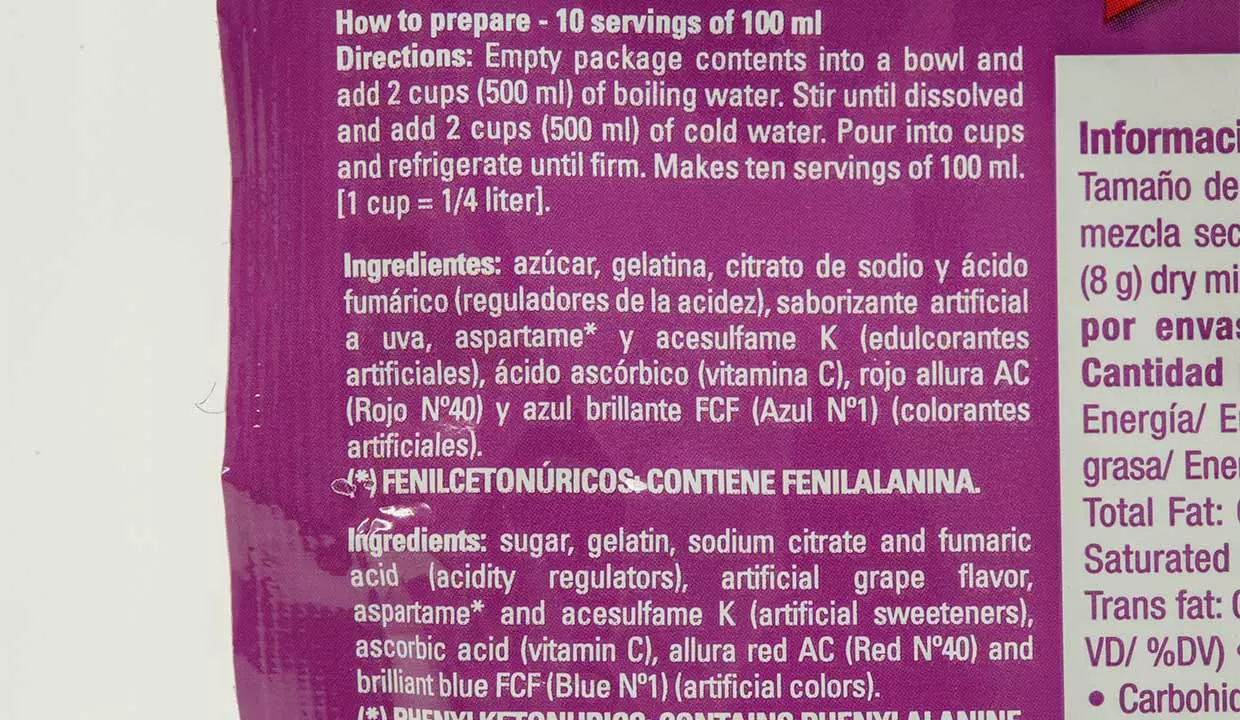 How to prepare - 10 servings of 100 ml
Directions: Empty package contents into a bowl and
add 2 cups (500 ml) of boiling water. Stir until dissolved
and add 2 cups (500 ml) of cold water. Pour into cups
and refrigerate until firm. Makes ten servings of 100 ml.
[1 cup = 1/4 liter].
Ingredientes: azúcar, gelatina, citrato de sodio y ácido
fumárico (reguladores de la acidez), saborizante artificial
a uva, aspartame* y acesulfame K (edulcorantes
artificiales), ácido ascórbico (vitamina C), rojo allura AC
(Rojo Nº40) y azul brillante FCF (Azul Nº1) (colorantes
artificiales).
(*) FENILCETONÚRICOS: CONTIENE FENILALANINA.
Ingredients: sugar, gelatin, sodium citrate and fumaric
acid (acidity regulators), artificial grape flavor,
aspartame* and acesulfame K (artificial sweeteners),
ascorbic acid (vitamin C), allura red AC (Red Nº40) and
brilliant blue FCF (Blue Nº1) (artificial colors).
(*) PHENYLKETONURICS: CONTAINS PHENYLALANINE.
Informaci
Tamaño de
mezcla sec
(8 g) dry mi
por envas
Cantidad
Energía/ E
grasa/ Ene
Total Fat:
Saturated
Trans fat: 0
VD/ %DV) •
• Carbohid